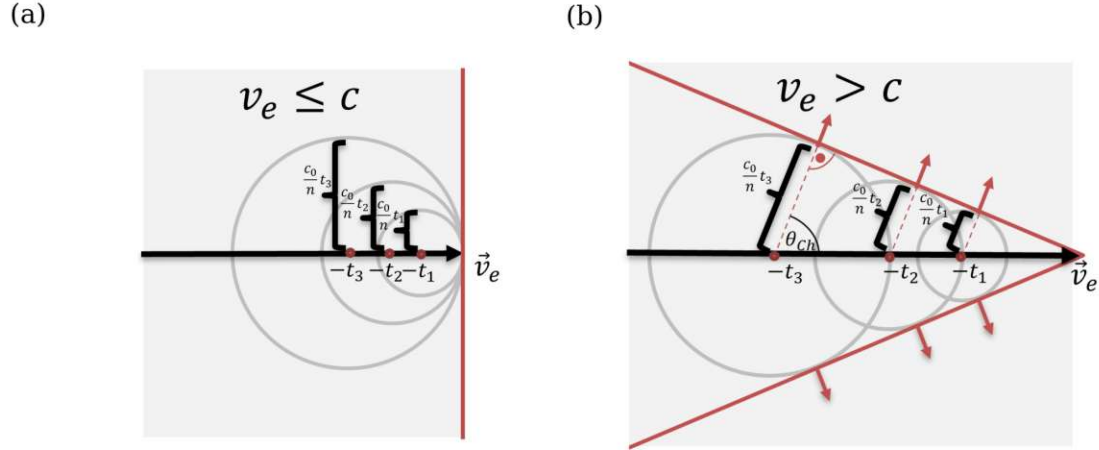 (a)
(b)
v_e ≤ c
v_e > c
c_0/n t_3
c_0/n t_2
c_0/n t_1
−t_3
−t_2
−t_1
v⃗_e
c_0/n t_3
c_0/n t_2
c_0/n t_1
θ_Ch
−t_3
−t_2
−t_1
v⃗_e